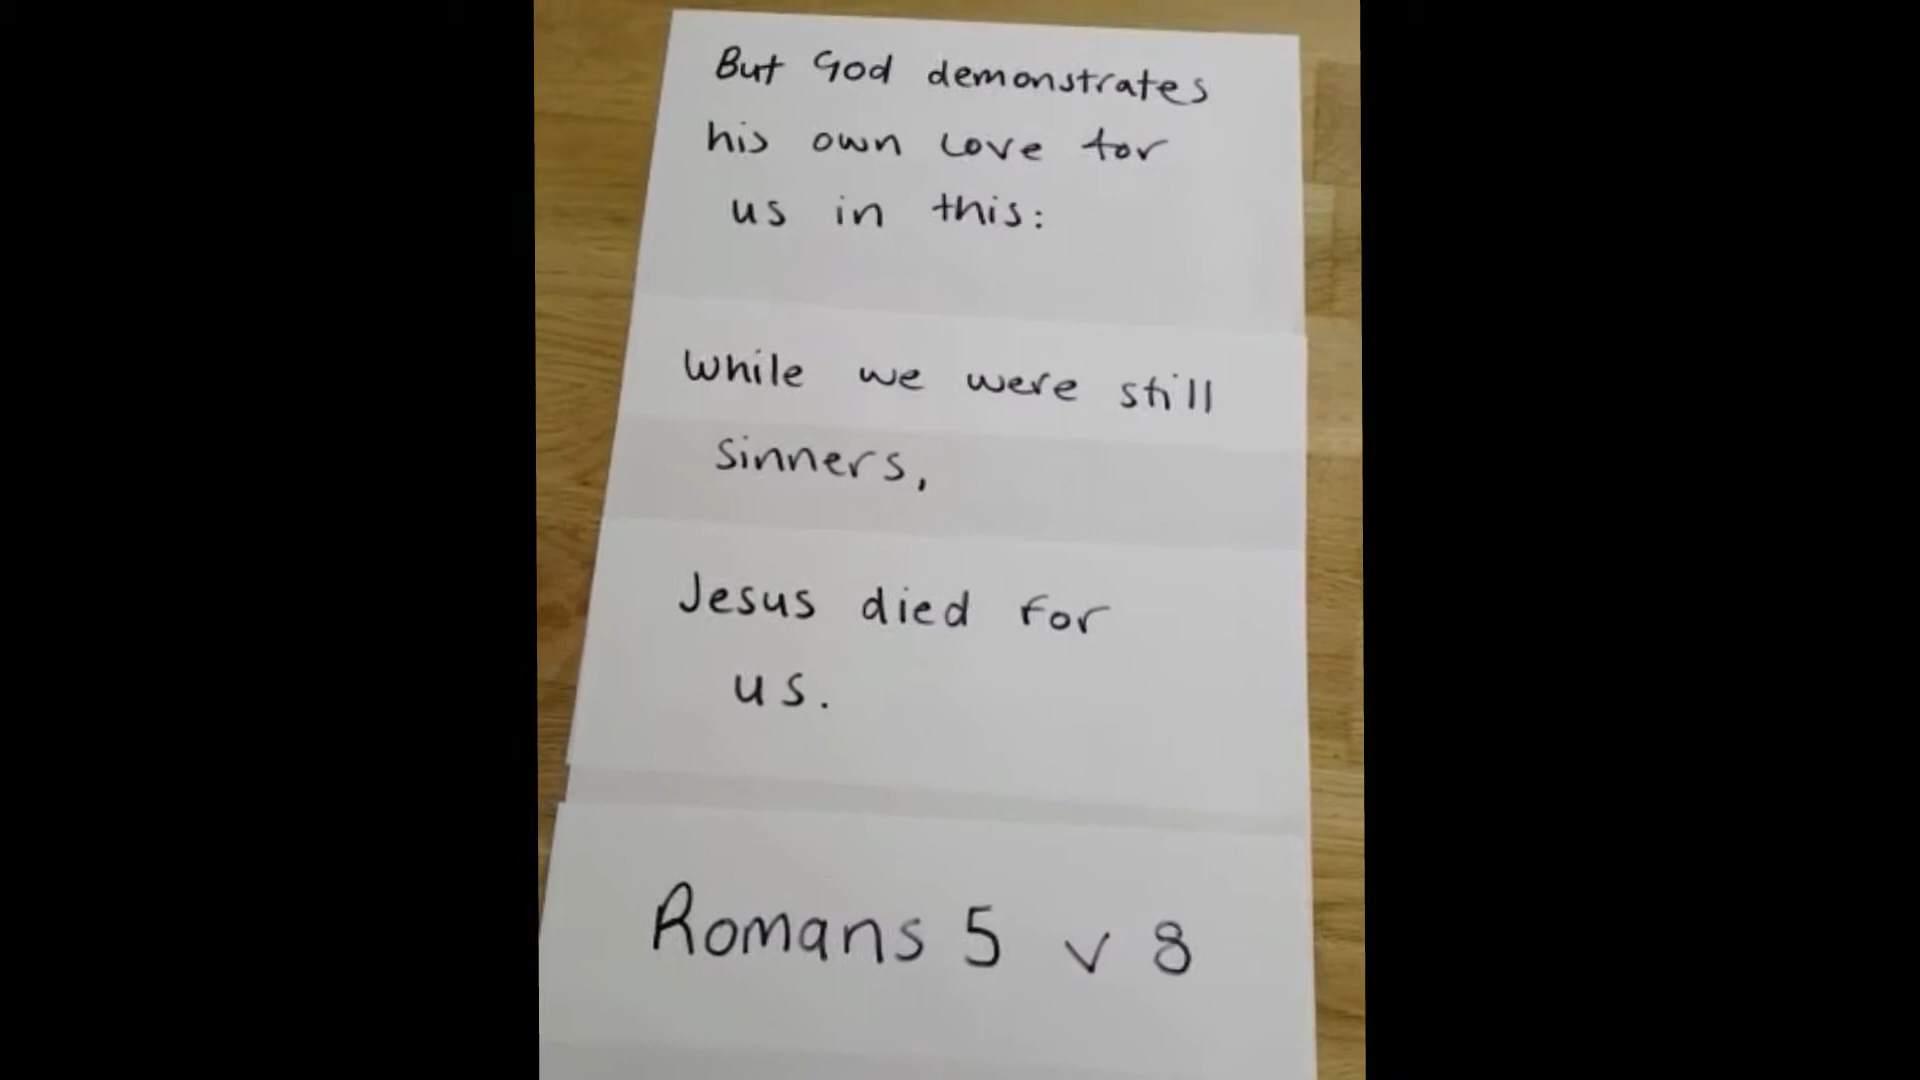 But God demonstrates
his own love for
us in this:
While we were still
sinners,
Jesus died for
us.
Romans 5 v 8